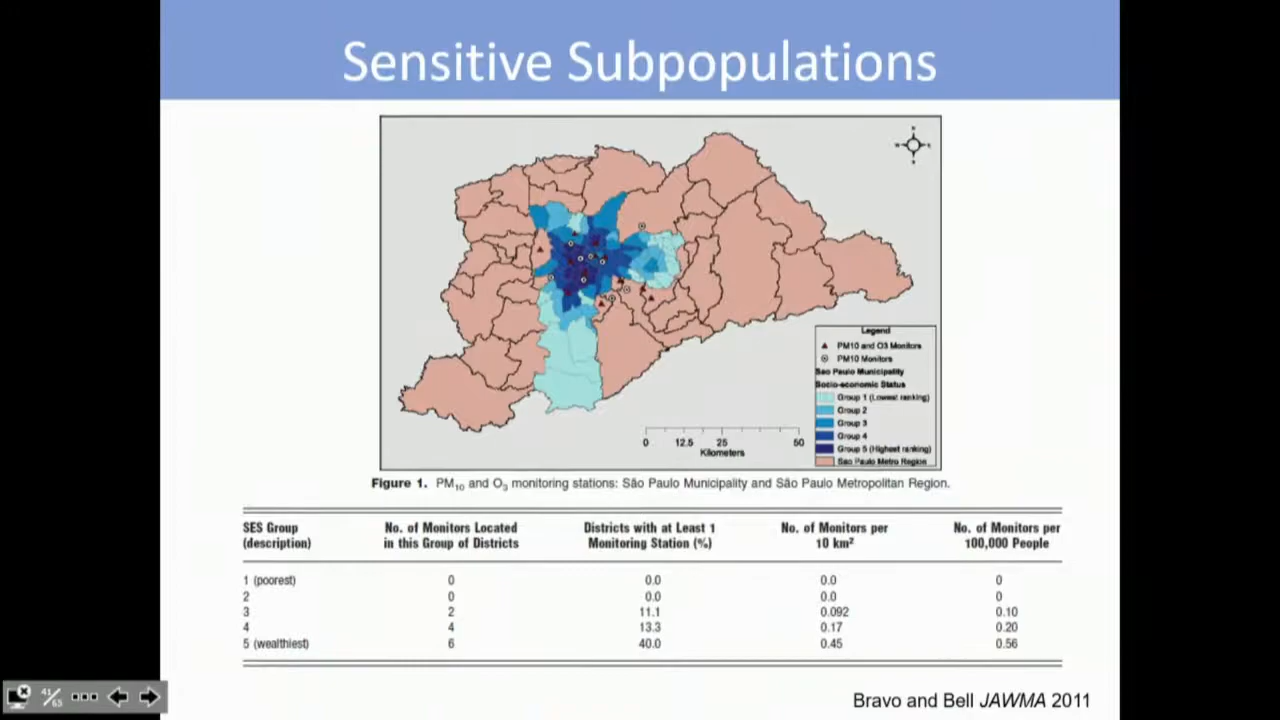 Sensitive Subpopulations
N
W E
S
Legend
PM10 and O3 Monitors
PM10 Monitors
Sao Paulo Municipality
Socio-economic Status
Group 1 (Lowest ranking)
Group 2
Group 3
Group 4
Group 5 (Highest ranking)
Sao Paulo Metro Region
0 12.5 25 50
Kilometers
Figure 1. PM₁₀ and O₃ monitoring stations: São Paulo Municipality and São Paulo Metropolitan Region.
SES Group (description) No. of Monitors Located in this Group of Districts Districts with at Least 1 Monitoring Station (%) No. of Monitors per 10 km² No. of Monitors per 100,000 People
1 (poorest) 0 0.0 0.0 0
2 0 0.0 0.0 0
3 2 11.1 0.092 0.10
4 4 13.3 0.17 0.20
5 (wealthiest) 6 40.0 0.45 0.56
Bravo and Bell JAWMA 2011
41/63